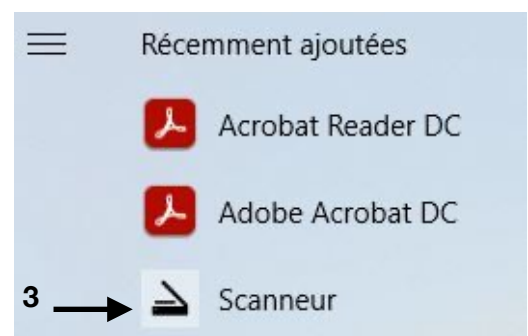 Récemment ajoutées
Acrobat Reader DC
Adobe Acrobat DC
3 Scanneur